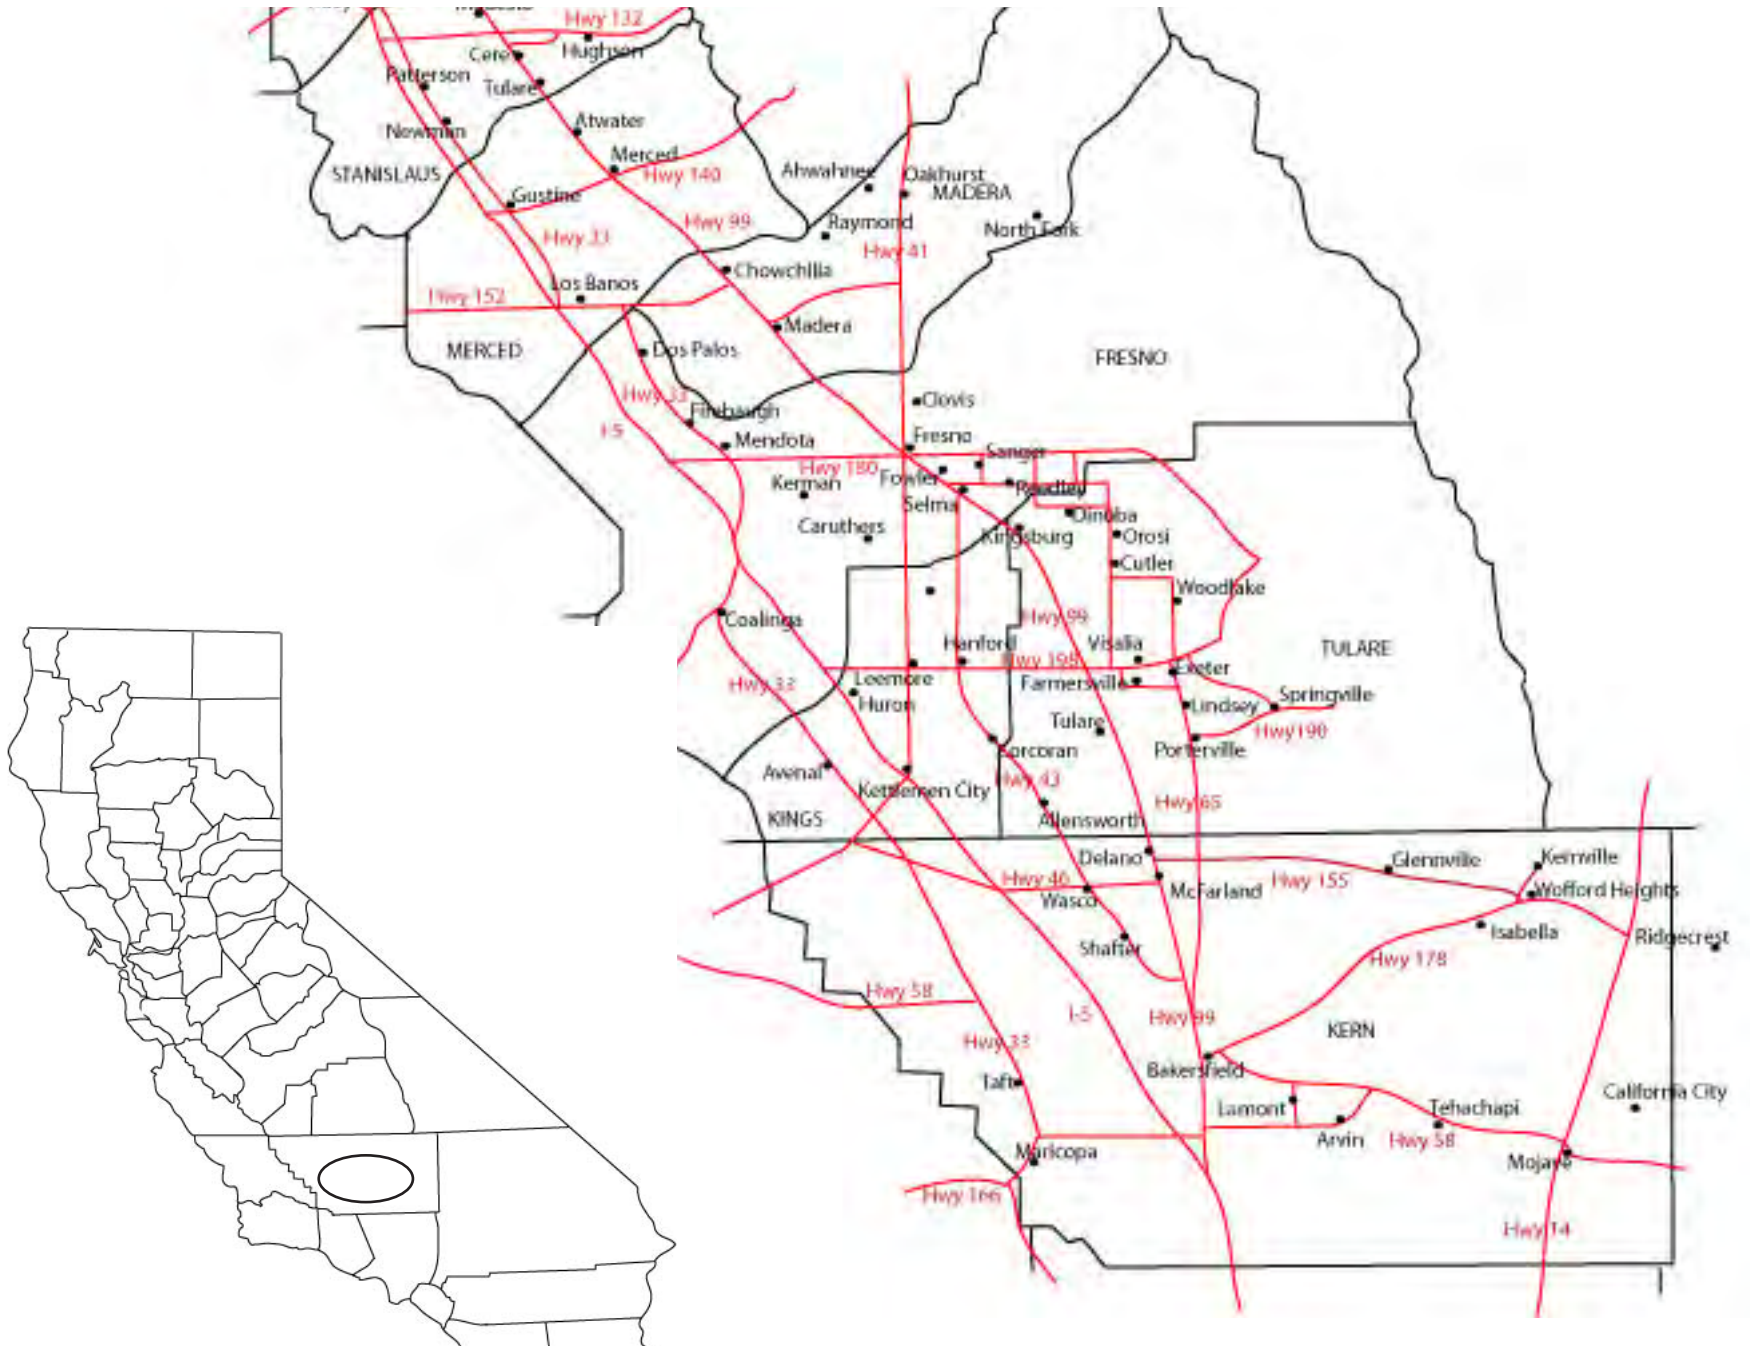 Hwy 132
Cere
Hughson
Patterson
Tulare
Newman
Atwater
STANISLAUS
Merced
Hwy 140
Ahwahnee
Oakhurst
MADERA
Gustine
Hwy 99
Raymond
North Fork
Hwy 33
Hwy 41
Chowchilla
Los Banos
Hwy 152
Madera
MERCED
Dos Palos
FRESNO
Hwy 33
Firebaugh
Clovis
I-5
Mendota
Fresno
Sanger
Hwy 180
Kerman
Fowler
Reedley
Selma
Dinuba
Caruthers
Kingsburg
Orosi
Cutler
Woodlake
Coalinga
Hwy 99
Hanford
Visalia
TULARE
Hwy 198
Exeter
Leemore
Farmersville
Hwy 33
Springville
Huron
Lindsey
Tulare
Hwy190
Corcoran
Porterville
Avenal
Hwy 43
Kettlemen City
Hwy 65
KINGS
Allensworth
Delano
Glennville
Kernville
Hwy 46
Hwy 155
McFarland
Wofford Heights
Wasco
Isabella
Ridgecrest
Shafter
Hwy 178
Hwy 58
I-5
Hwy 99
KERN
Hwy 33
Bakersfield
Taft
California City
Lamont
Tehachapi
Arvin
Hwy 58
Maricopa
Mojave
Hwy 166
Hwy 14